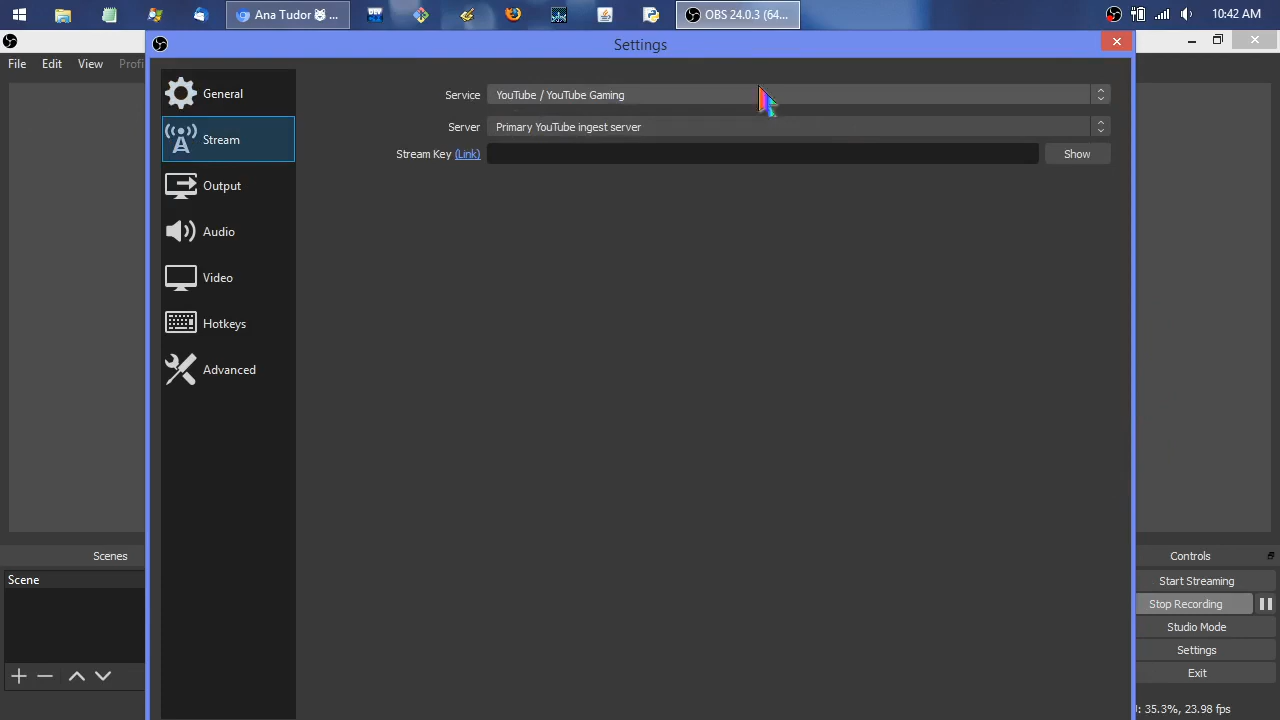 Ana Tudor ...
OBS 24.0.3 (64...
10:42 AM
Settings
File
Edit
View
Profi
General
Stream
Output
Audio
Video
Hotkeys
Advanced
Service
YouTube / YouTube Gaming
Server
Primary YouTube ingest server
Stream Key (Link)
Show
Scenes
Scene
Controls
Start Streaming
Stop Recording
Studio Mode
Settings
Exit
: 35.3%, 23.98 fps